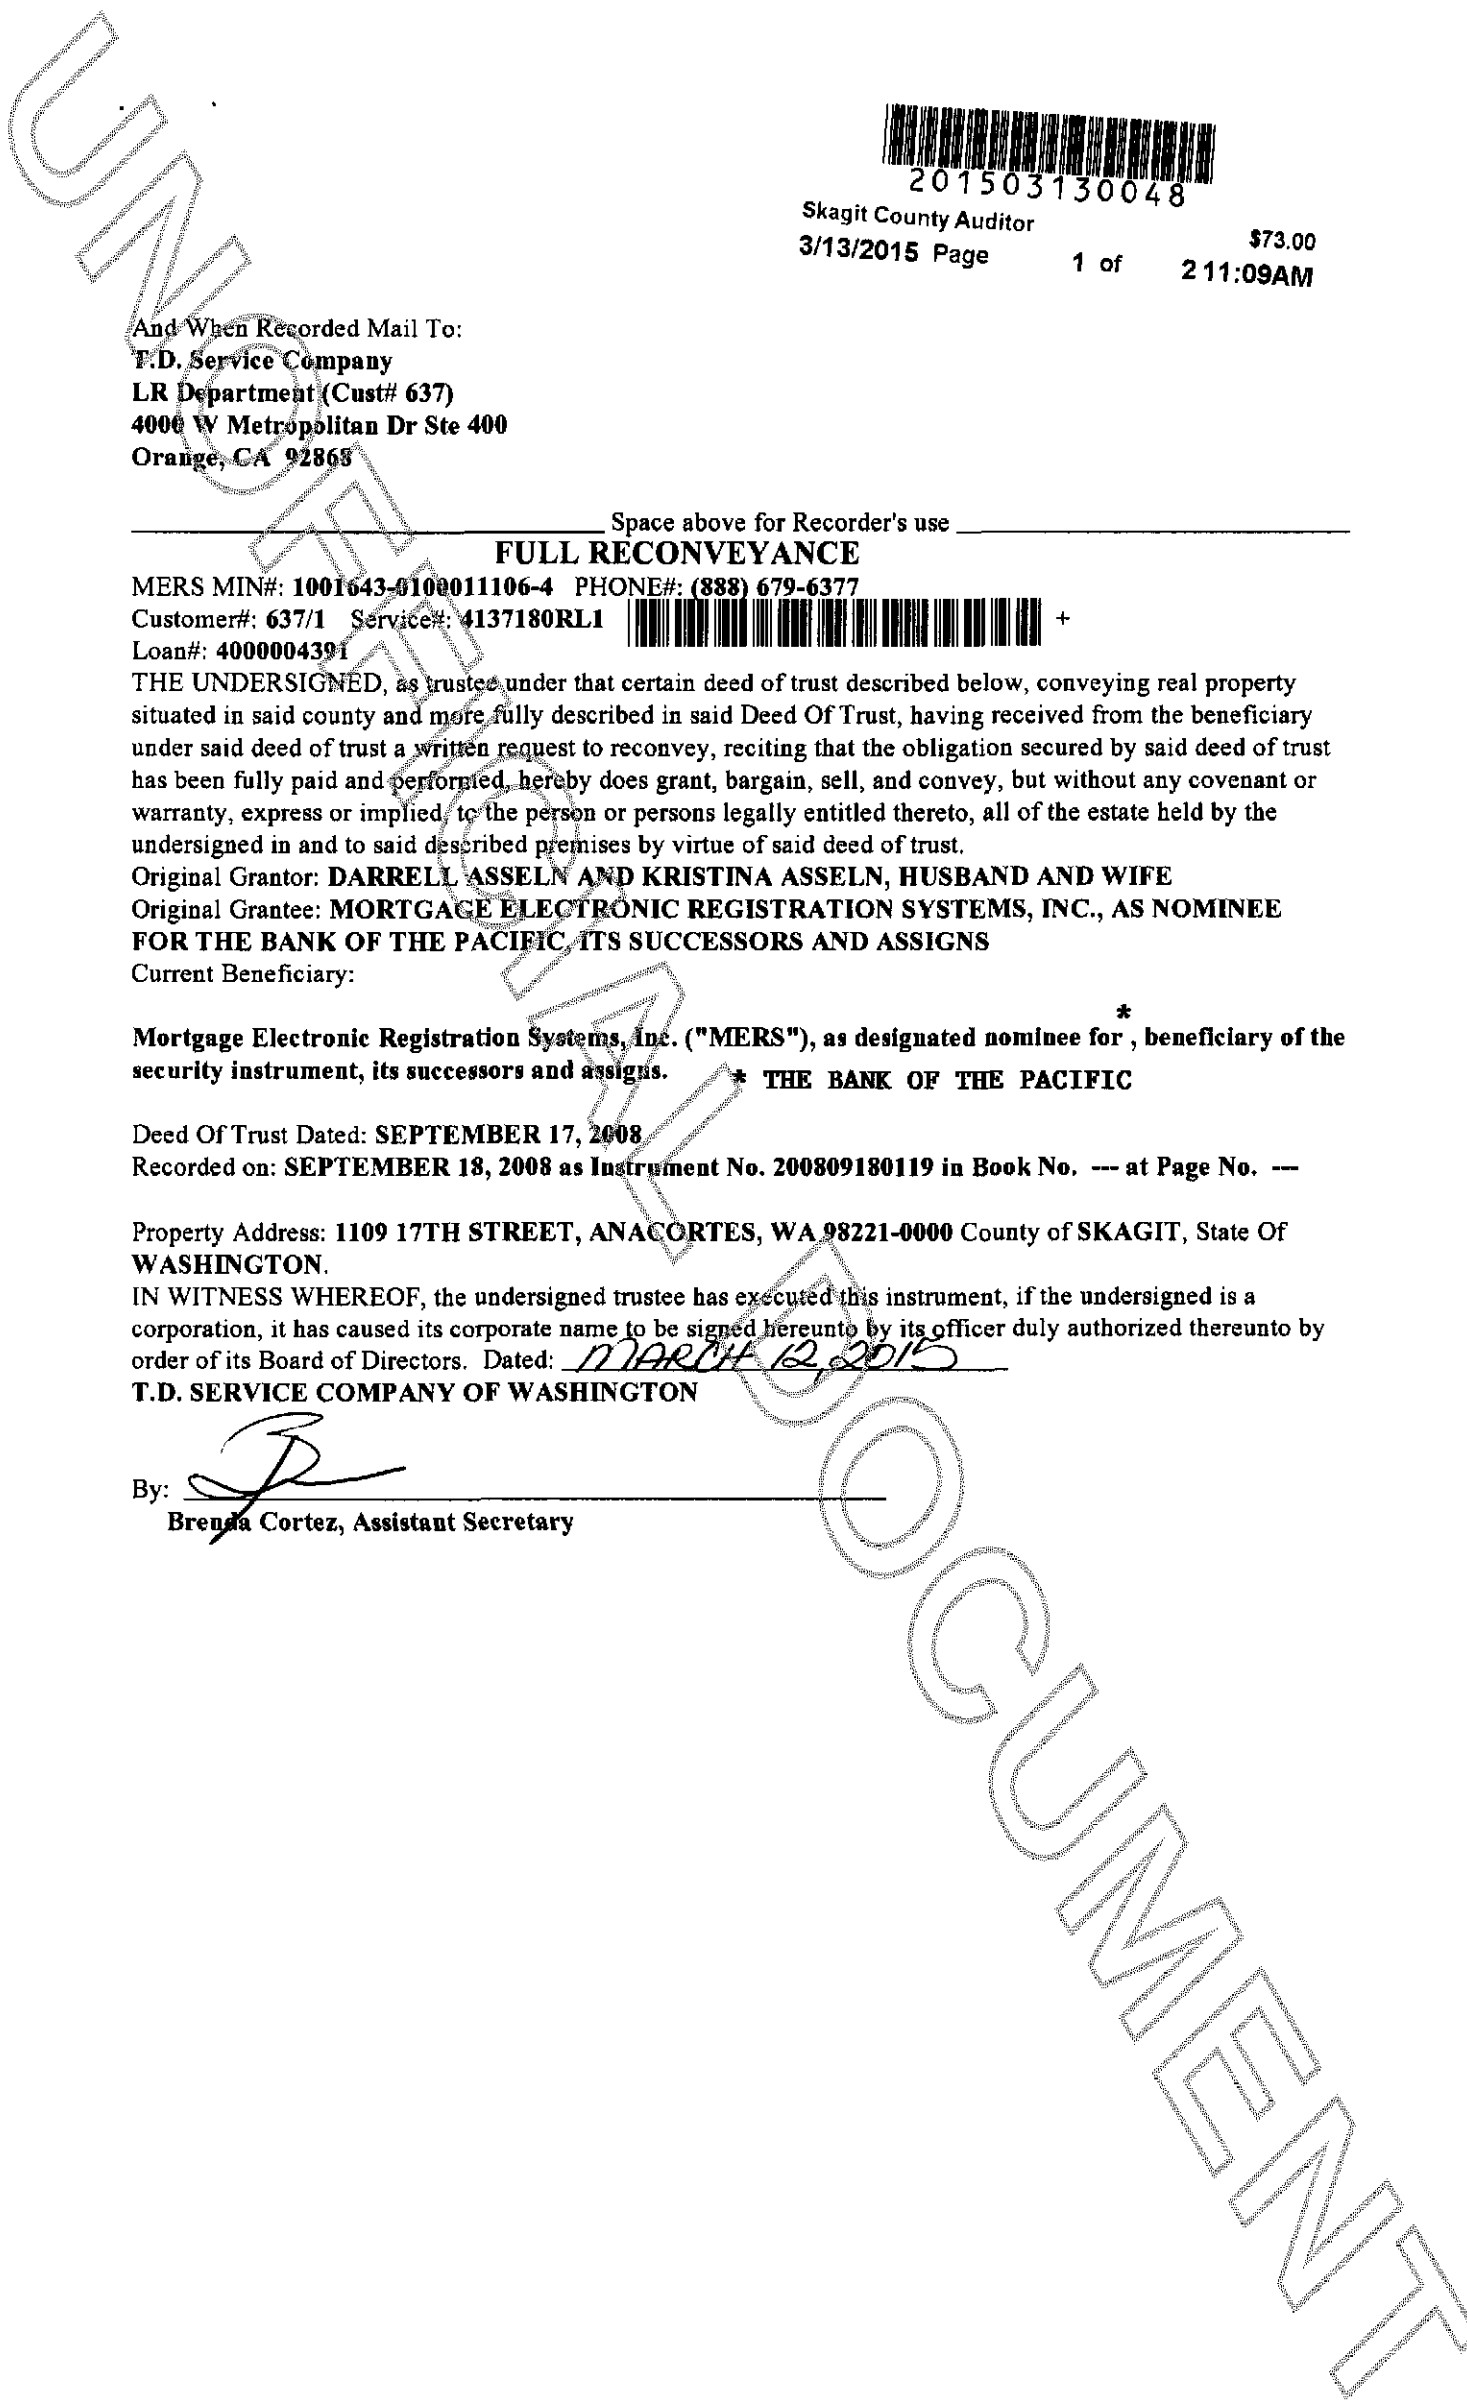 201503130048
Skagit County Auditor $73.00
3/13/2015 Page 1 of 2 11:09AM
And When Recorded Mail To:
T.D. Service Company
LR Department (Cust# 637)
4000 W Metropolitan Dr Ste 400
Orange, CA 92868
Space above for Recorder's use
FULL RECONVEYANCE
MERS MIN#: 1001643-0100011106-4 PHONE#: (888) 679-6377
Customer#: 637/1 Service#: 4137180RL1 +
Loan#: 4000004391
THE UNDERSIGNED, as trustee under that certain deed of trust described below, conveying real property
situated in said county and more fully described in said Deed Of Trust, having received from the beneficiary
under said deed of trust a written request to reconvey, reciting that the obligation secured by said deed of trust
has been fully paid and performed, hereby does grant, bargain, sell, and convey, but without any covenant or
warranty, express or implied, to the person or persons legally entitled thereto, all of the estate held by the
undersigned in and to said described premises by virtue of said deed of trust.
Original Grantor: DARRELL ASSELN AND KRISTINA ASSELN, HUSBAND AND WIFE
Original Grantee: MORTGAGE ELECTRONIC REGISTRATION SYSTEMS, INC., AS NOMINEE
FOR THE BANK OF THE PACIFIC, ITS SUCCESSORS AND ASSIGNS
Current Beneficiary:
*
Mortgage Electronic Registration Systems, Inc. ("MERS"), as designated nominee for , beneficiary of the
security instrument, its successors and assigns. * THE BANK OF THE PACIFIC
Deed Of Trust Dated: SEPTEMBER 17, 2008
Recorded on: SEPTEMBER 18, 2008 as Instrument No. 200809180119 in Book No. --- at Page No. ---
Property Address: 1109 17TH STREET, ANACORTES, WA 98221-0000 County of SKAGIT, State Of
WASHINGTON.
IN WITNESS WHEREOF, the undersigned trustee has executed this instrument, if the undersigned is a
corporation, it has caused its corporate name to be signed hereunto by its officer duly authorized thereunto by
order of its Board of Directors. Dated: MARCH 12, 2015
T.D. SERVICE COMPANY OF WASHINGTON
By:
Brenda Cortez, Assistant Secretary
UNOFFICIAL DOCUMENT